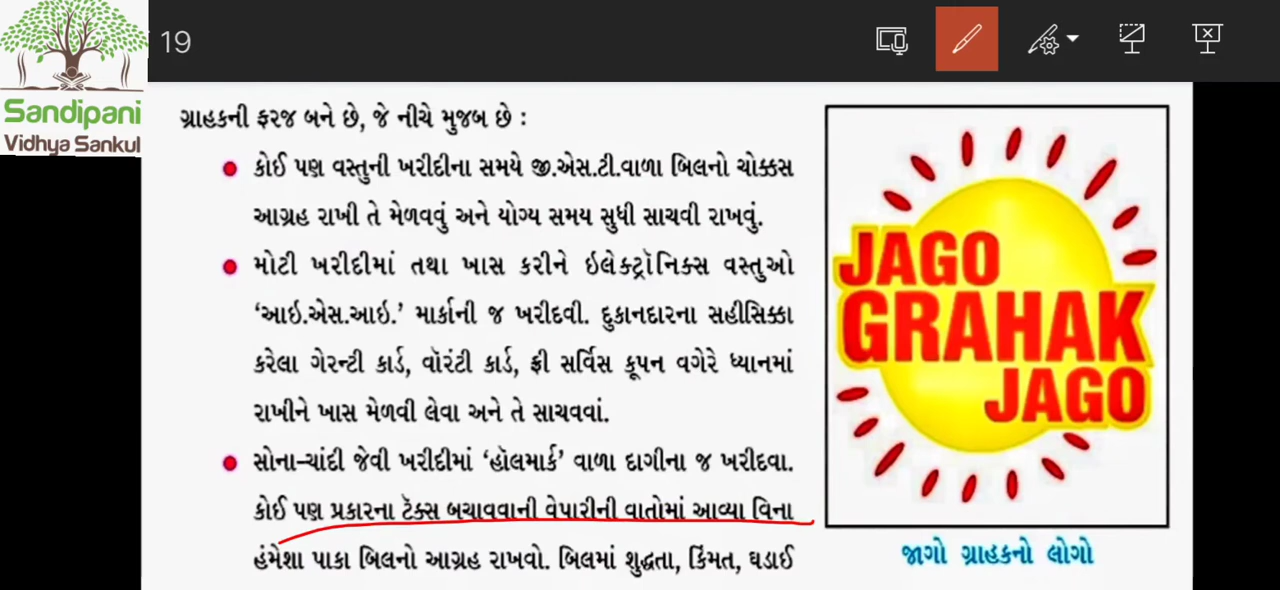 Sandipani
Vidhya Sankul
19
ગ્રાહકની ફરજ બને છે, જે નીચે મુજબ છે :
● કોઈ પણ વસ્તુની ખરીદીના સમયે જી.એસ.ટી.વાળા બિલનો ચોક્કસ
આગ્રહ રાખી તે મેળવવું અને યોગ્ય સમય સુધી સાચવી રાખવું.
● મોટી ખરીદીમાં તથા ખાસ કરીને ઇલેક્ટ્રૉનિક્સ વસ્તુઓ
‘આઇ.એસ.આઇ.’ માર્કાની જ ખરીદવી. દુકાનદારના સહીસિક્કા
કરેલા ગેરન્ટી કાર્ડ, વૉરંટી કાર્ડ, ફ્રી સર્વિસ કૂપન વગેરે ધ્યાનમાં
રાખીને ખાસ મેળવી લેવા અને તે સાચવવાં.
● સોના-ચાંદી જેવી ખરીદીમાં ‘હૉલમાર્ક’ વાળા દાગીના જ ખરીદવા.
કોઈ પણ પ્રકારના ટૅક્સ બચાવવાની વેપારીની વાતોમાં આવ્યા વિના
હંમેશા પાકા બિલનો આગ્રહ રાખવો. બિલમાં શુદ્ધતા, કિંમત, ઘડાઈ
JAGO
GRAHAK
JAGO
જાગો ગ્રાહકનો લોગો